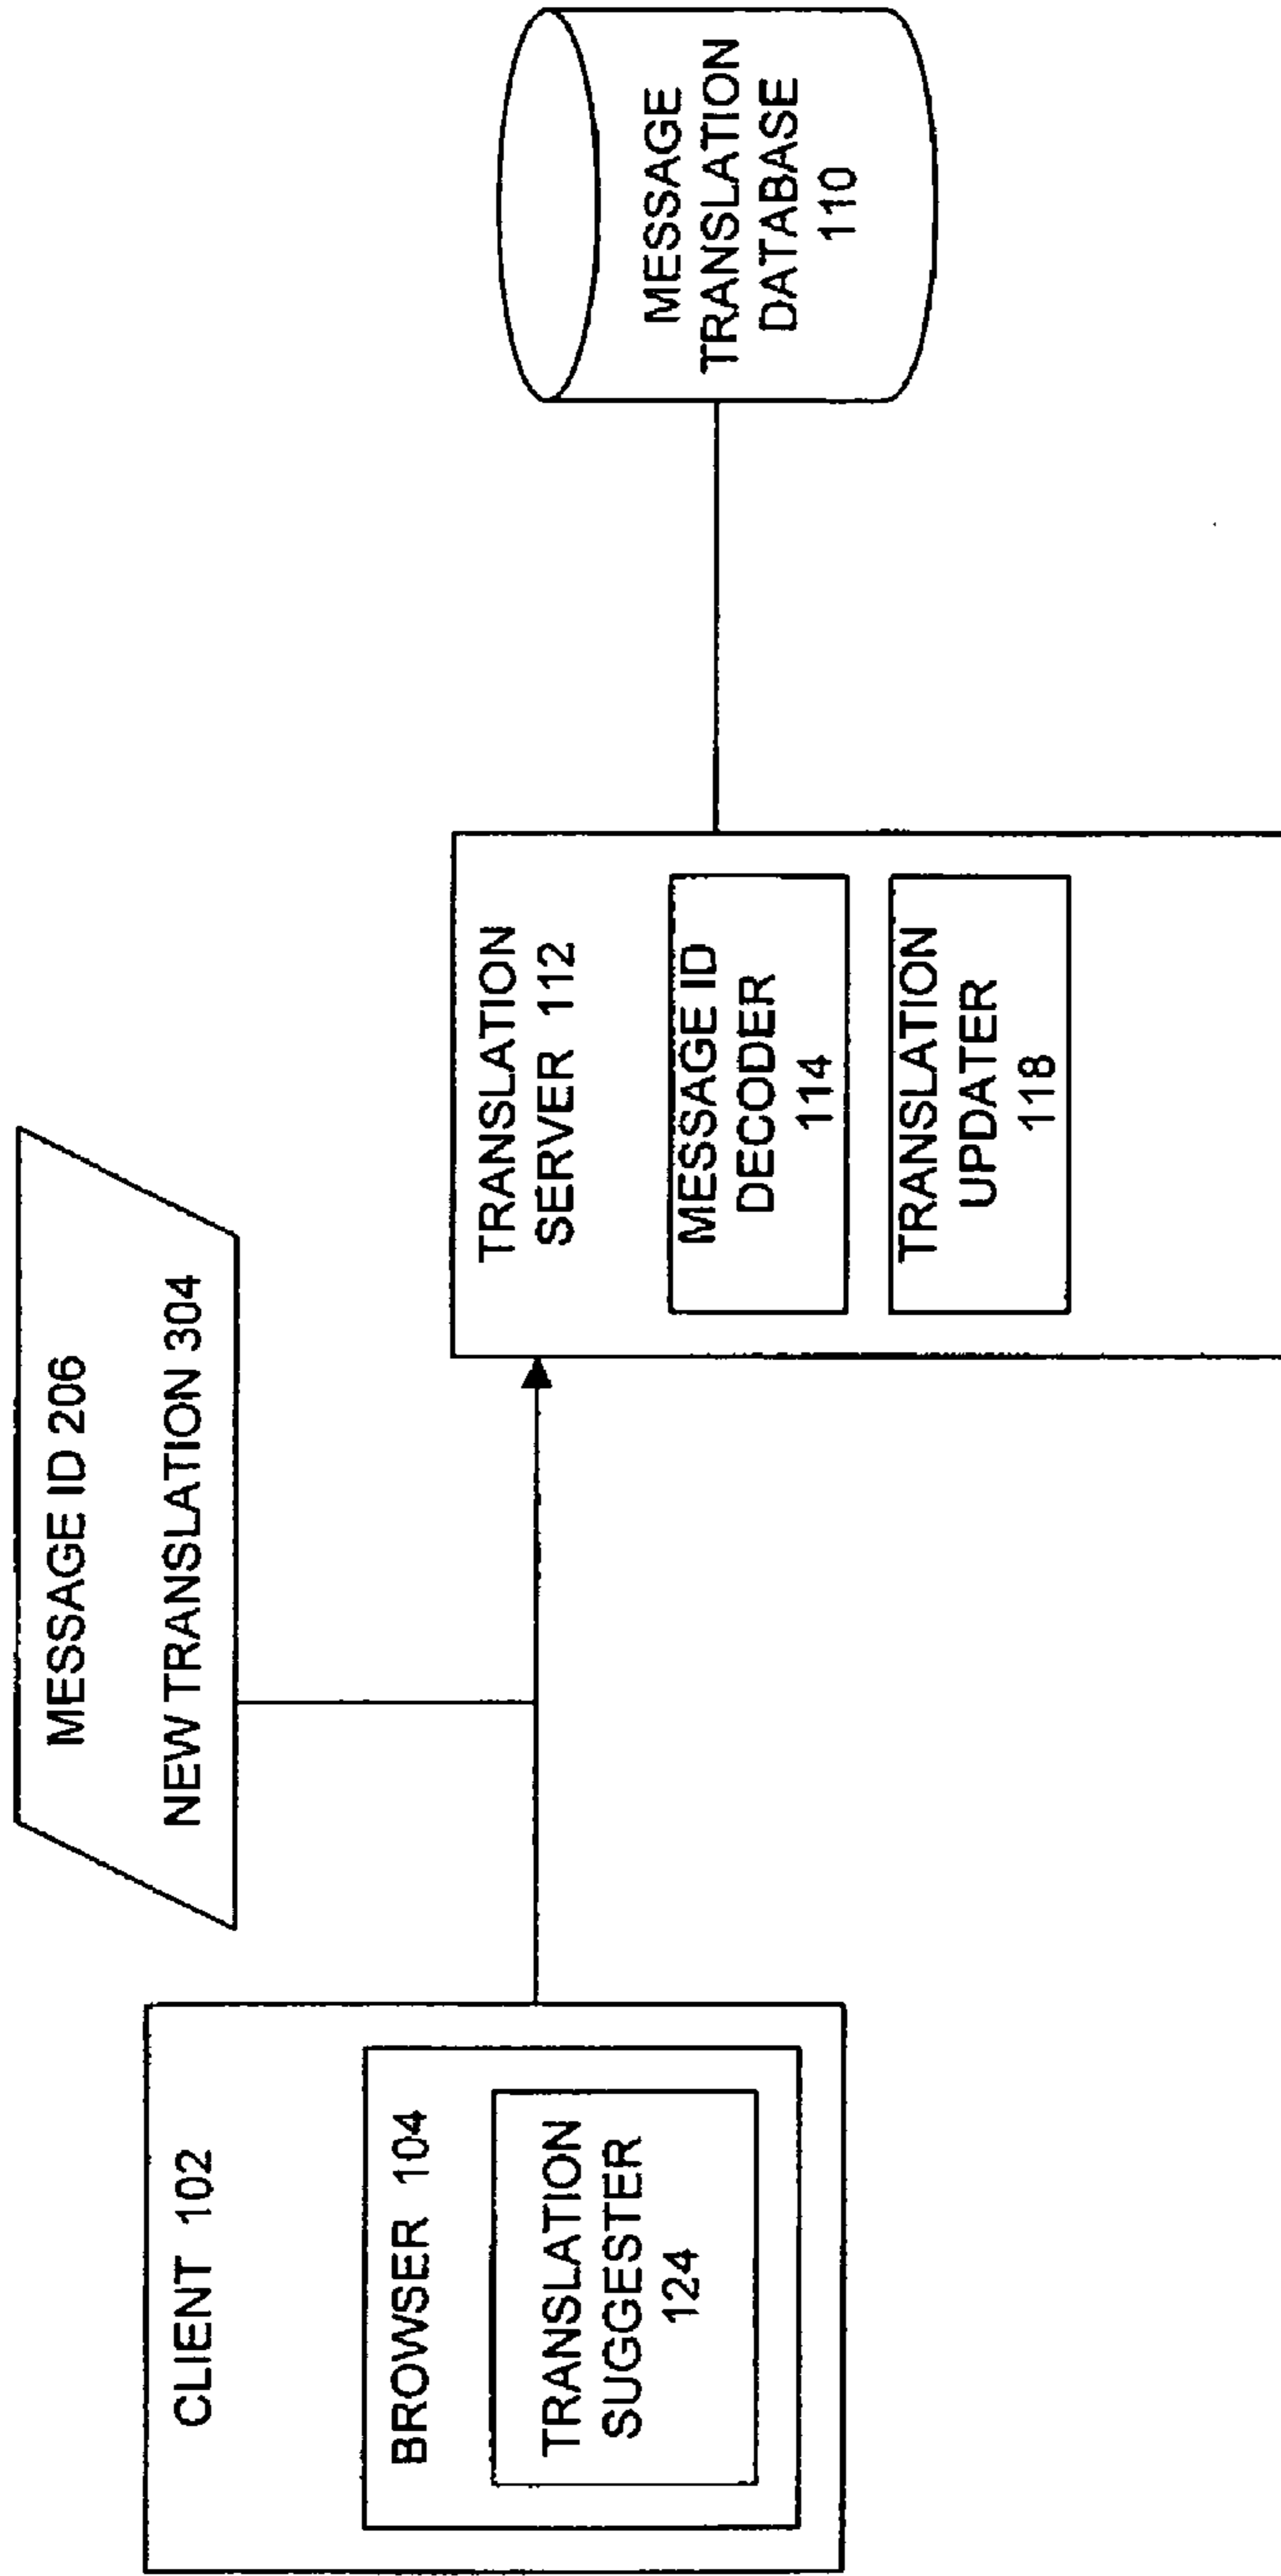 MESSAGE ID 206
NEW TRANSLATION 304
CLIENT 102
BROWSER 104
TRANSLATION
SUGGESTER
124
TRANSLATION
SERVER 112
MESSAGE ID
DECODER
114
TRANSLATION
UPDATER
118
MESSAGE
TRANSLATION
DATABASE
110